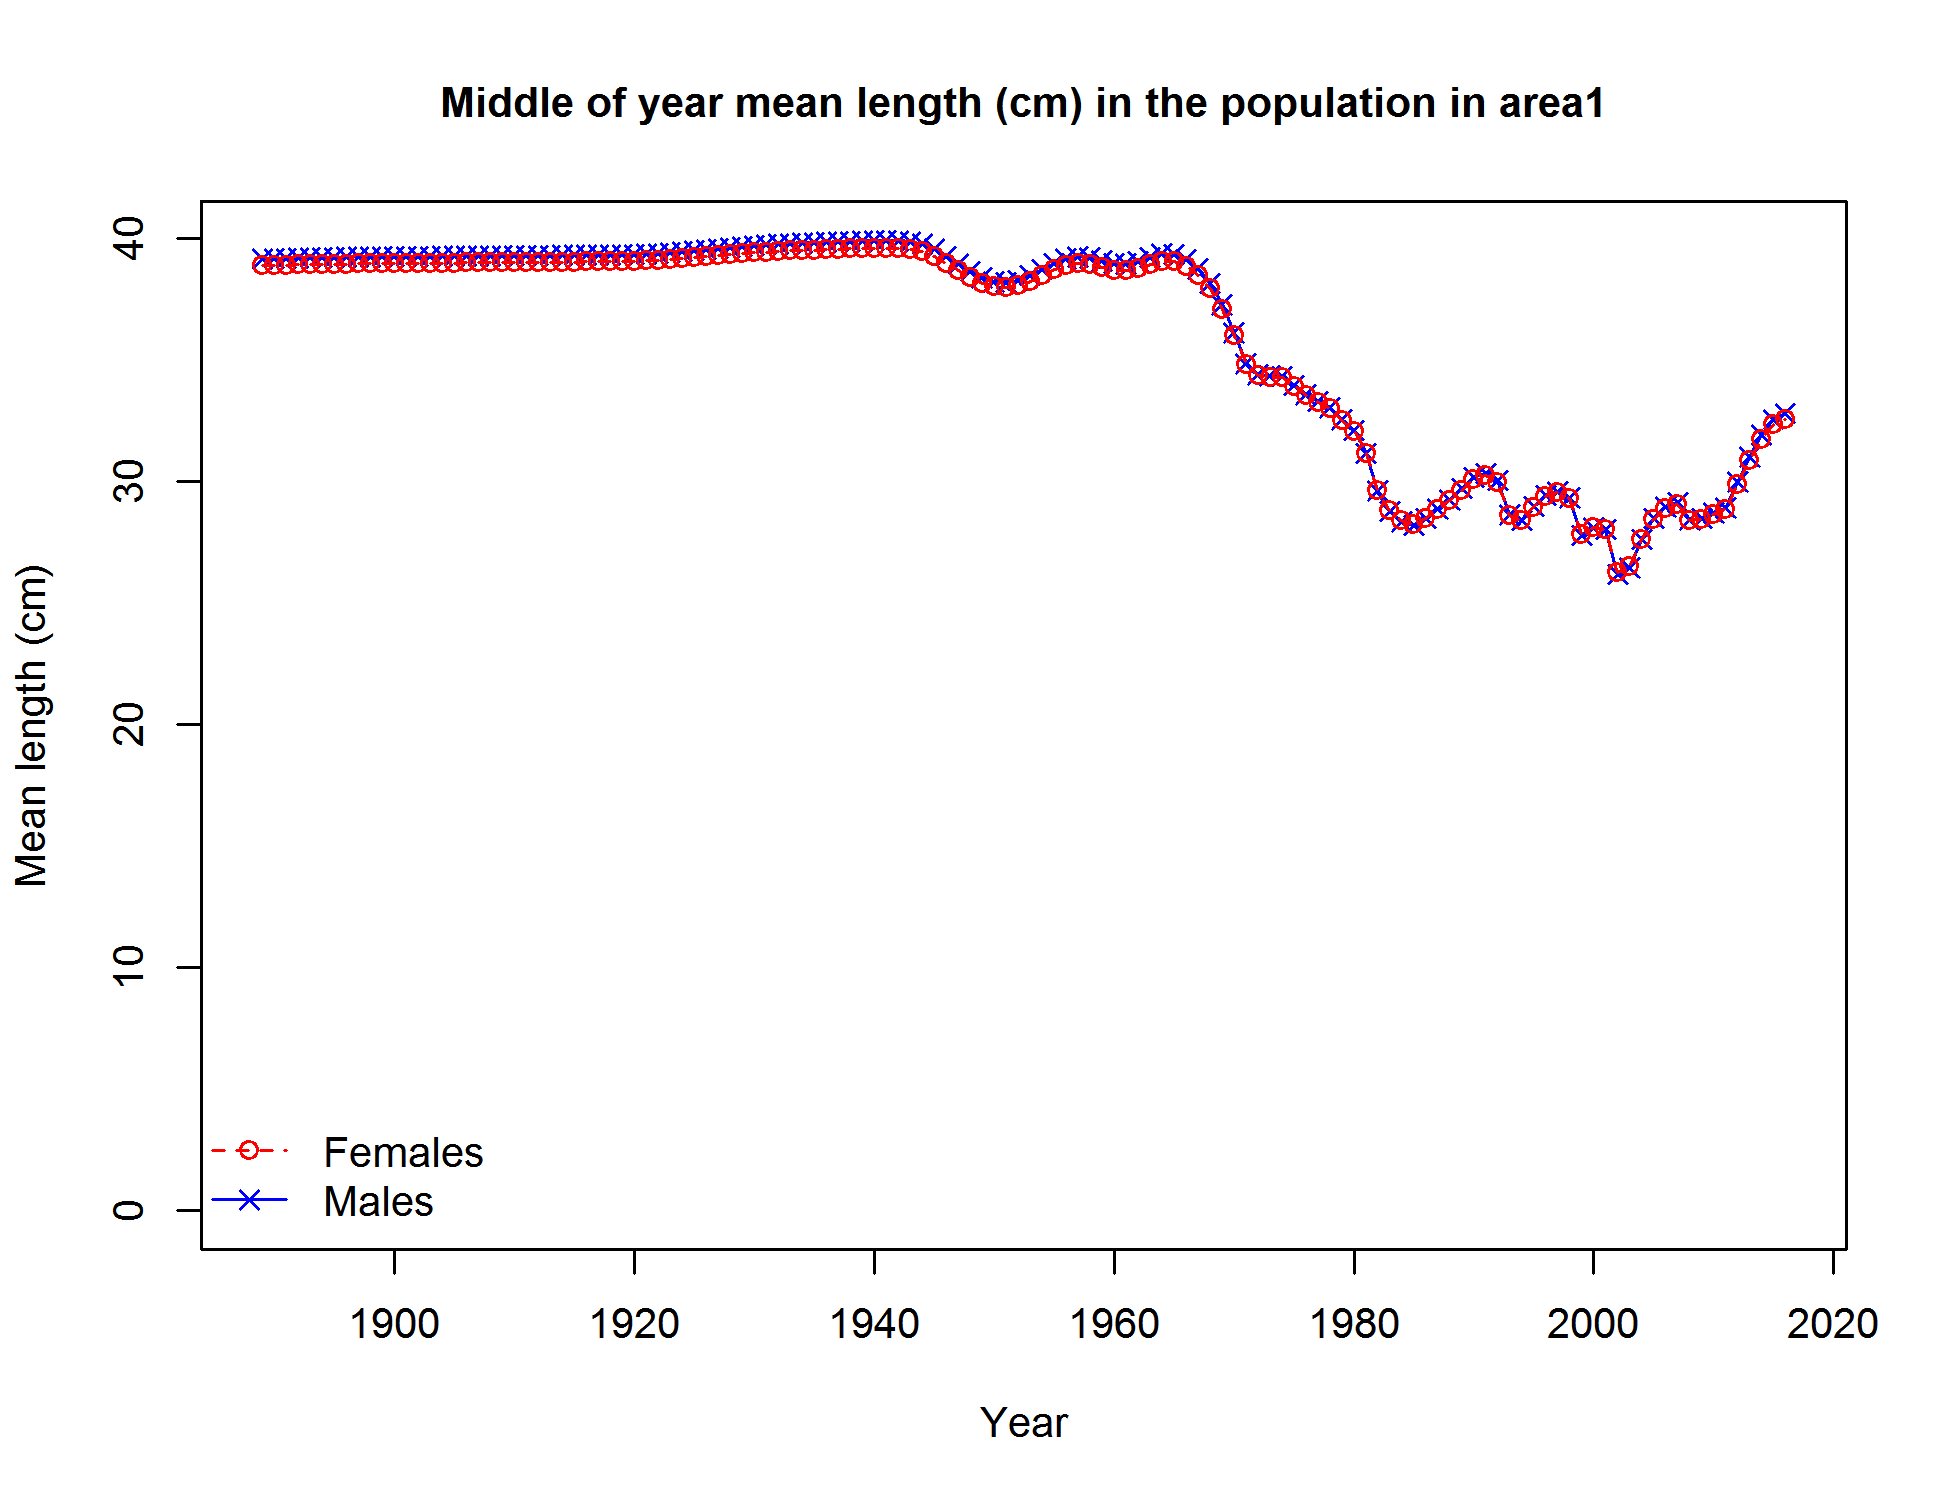 Middle of year mean length (cm) in the population in area1
Mean length (cm)
40
30
20
10
0
Females
Males
1900 1920 1940 1960 1980 2000 2020
Year